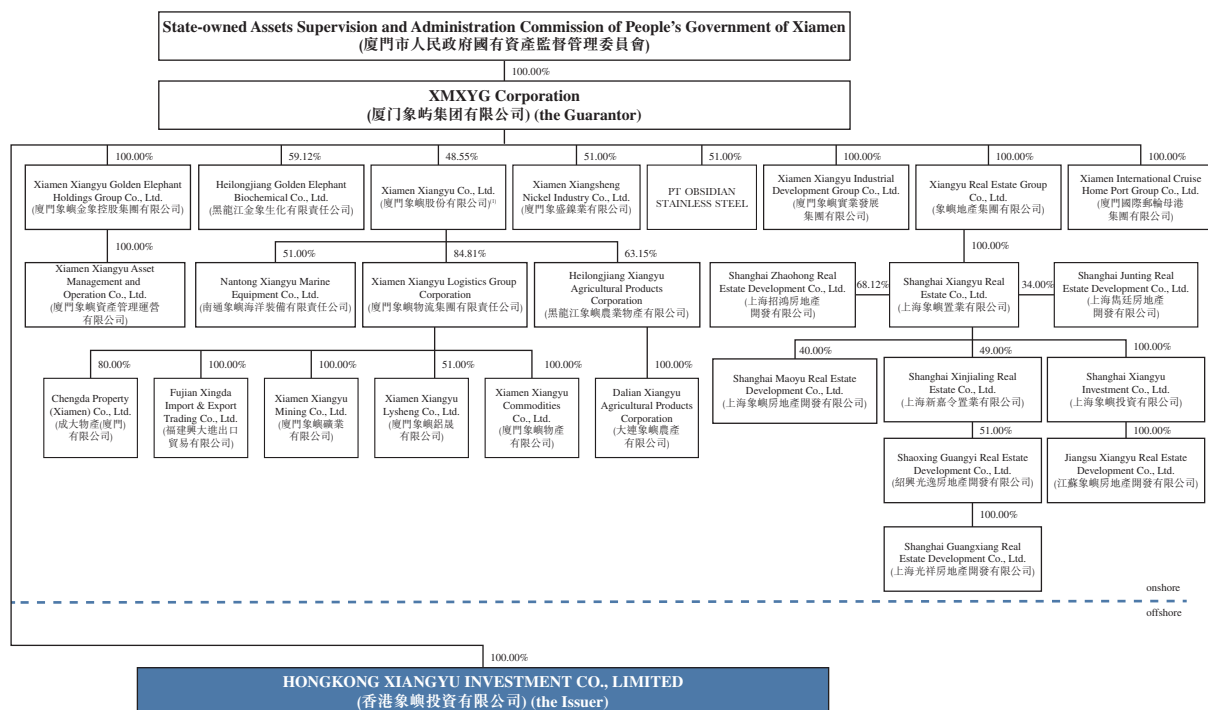 State-owned Assets Supervision and Administration Commission of People's Government of Xiamen
(廈門市人民政府國有資產監督管理委員會)
100.00%
XMXYG Corporation
(厦门象屿集团有限公司) (the Guarantor)
100.00%
59.12%
48.55%
51.00%
51.00%
100.00%
100.00%
100.00%
Xiamen Xiangyu Golden Elephant
Holdings Group Co., Ltd.
(廈門象嶼金象控股集團有限公司)
Heilongjiang Golden Elephant
Biochemical Co., Ltd.
(黑龍江金象生化有限責任公司)
Xiamen Xiangyu Co., Ltd.
(廈門象嶼股份有限公司)(1)
Xiamen Xiangsheng
Nickel Industry Co., Ltd.
(廈門象盛鎳業有限公司)
PT OBSIDIAN
STAINLESS STEEL
Xiamen Xiangyu Industrial
Development Group Co., Ltd.
(廈門象嶼實業發展
集團有限公司)
Xiangyu Real Estate Group
Co., Ltd.
(象嶼地產集團有限公司)
Xiamen International Cruise
Home Port Group Co., Ltd.
(廈門國際郵輪母港
集團有限公司)
100.00%
51.00%
84.81%
63.15%
100.00%
Xiamen Xiangyu Asset
Management and
Operation Co., Ltd.
(廈門象嶼資產管理運營
有限公司)
Nantong Xiangyu Marine
Equipment Co., Ltd.
(南通象嶼海洋裝備有限責任公司)
Xiamen Xiangyu Logistics Group
Corporation
(廈門象嶼物流集團有限責任公司)
Heilongjiang Xiangyu
Agricultural Products
Corporation
(黑龍江象嶼農業物產有限公司)
Shanghai Zhaohong Real
Estate Development Co., Ltd.
(上海招鴻房地產
開發有限公司)
68.12%
Shanghai Xiangyu Real
Estate Co., Ltd.
(上海象嶼置業有限公司)
34.00%
Shanghai Junting Real
Estate Development Co., Ltd.
(上海雋廷房地產
開發有限公司)
80.00%
100.00%
100.00%
51.00%
100.00%
100.00%
40.00%
49.00%
100.00%
Chengda Property
(Xiamen) Co., Ltd.
(成大物產(廈門)
有限公司)
Fujian Xingda
Import & Export
Trading Co., Ltd.
(福建興大進出口
貿易有限公司)
Xiamen Xiangyu
Mining Co., Ltd.
(廈門象嶼礦業
有限公司)
Xiamen Xiangyu
Lysheng Co., Ltd.
(廈門象嶼鋁晟
有限公司)
Xiamen Xiangyu
Commodities
Co., Ltd.
(廈門象嶼物產
有限公司)
Dalian Xiangyu
Agricultural Products
Corporation
(大連象嶼農產
有限公司)
Shanghai Maoyu Real Estate
Development Co., Ltd.
(上海象嶼房地產開發有限公司)
Shanghai Xinjialing Real
Estate Co., Ltd.
(上海新嘉令置業有限公司)
Shanghai Xiangyu
Investment Co., Ltd.
(上海象嶼投資有限公司)
51.00%
100.00%
Shaoxing Guangyi Real Estate
Development Co., Ltd.
(紹興光逸房地產開發有限公司)
Jiangsu Xiangyu Real Estate
Development Co., Ltd.
(江蘇象嶼房地產開發有限公司)
100.00%
Shanghai Guangxiang Real
Estate Development Co., Ltd.
(上海光祥房地產開發有限公司)
onshore
offshore
100.00%
HONGKONG XIANGYU INVESTMENT CO., LIMITED
(香港象嶼投資有限公司) (the Issuer)